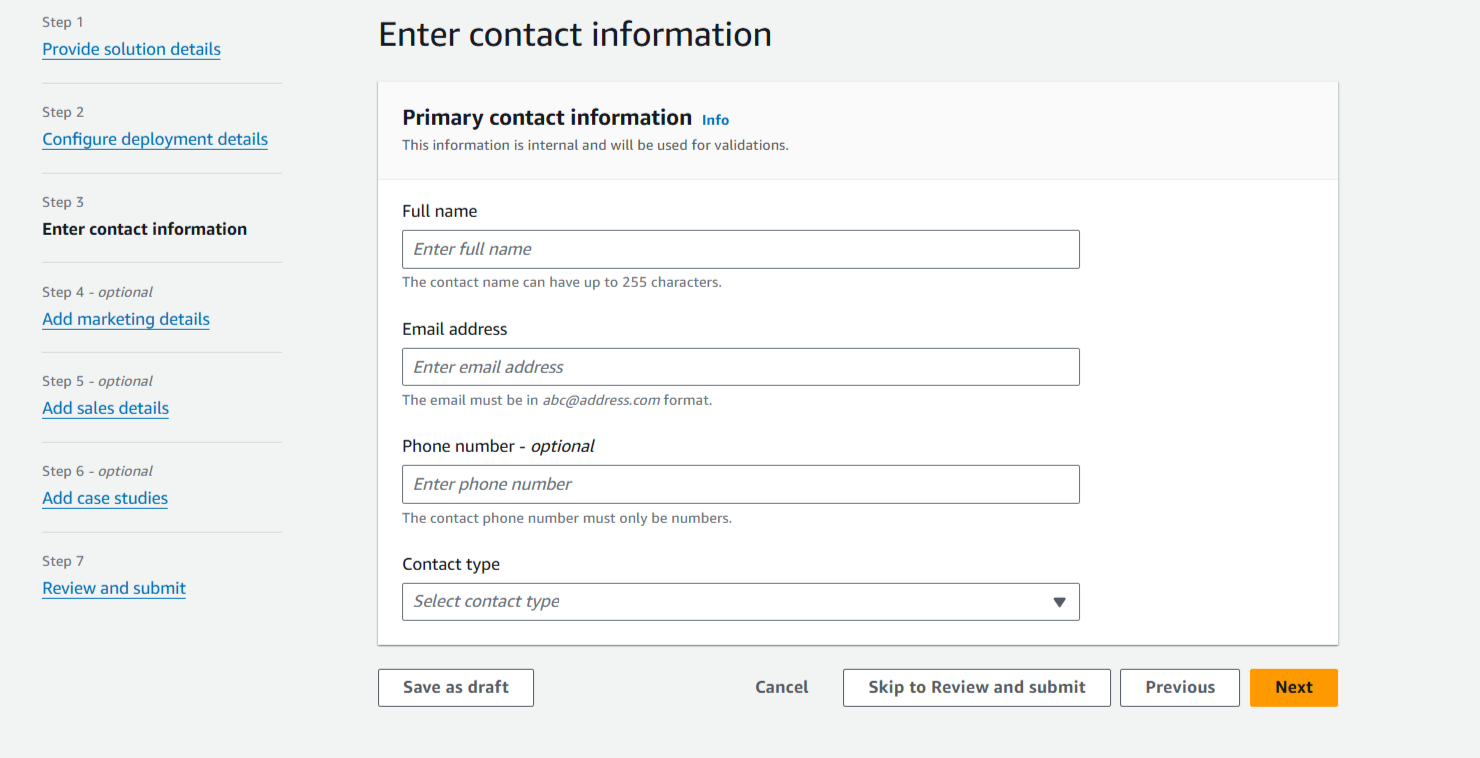 Step 1
Provide solution details
Step 2
Configure deployment details
Step 3
Enter contact information
Step 4 - optional
Add marketing details
Step 5 - optional
Add sales details
Step 6 - optional
Add case studies
Step 7
Review and submit
Enter contact information
Primary contact information Info
This information is internal and will be used for validations.
Full name
Enter full name
The contact name can have up to 255 characters.
Email address
Enter email address
The email must be in abc@address.com format.
Phone number - optional
Enter phone number
The contact phone number must only be numbers.
Contact type
Select contact type
Save as draft Cancel Skip to Review and submit Previous Next